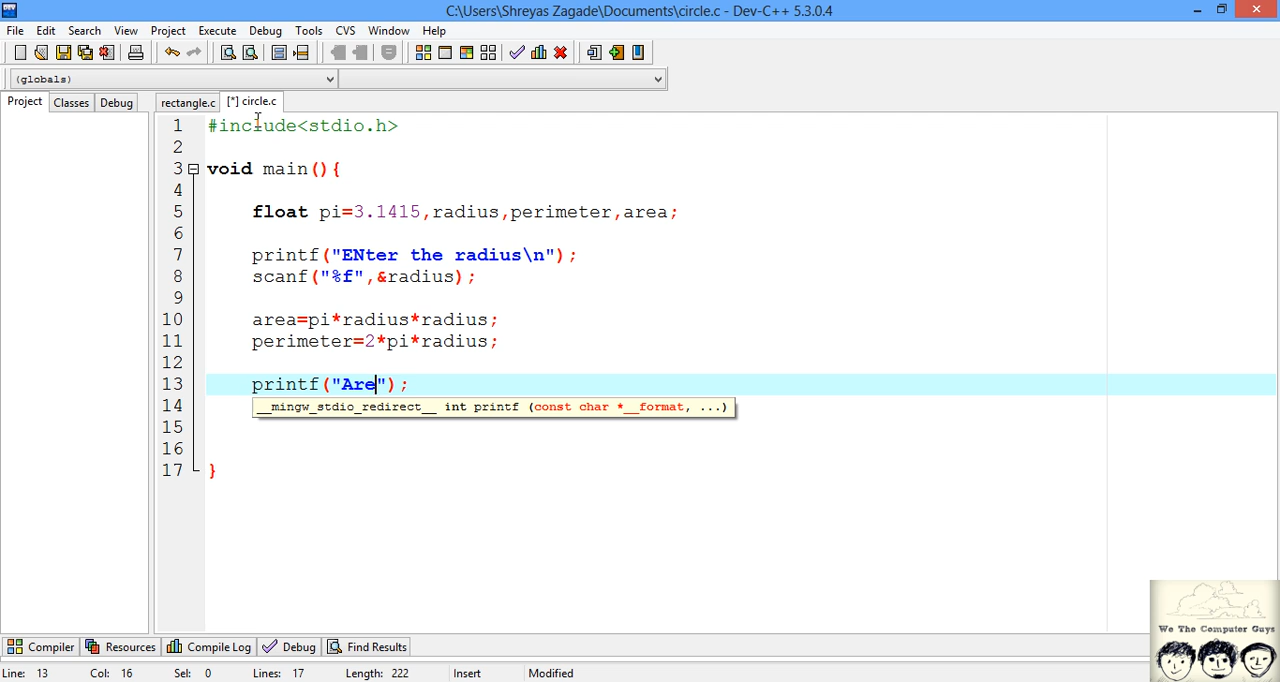 C:\Users\Shreyas Zagade\Documents\circle.c - Dev-C++ 5.3.0.4
File Edit Search View Project Execute Debug Tools CVS Window Help
(globals)
Project Classes Debug rectangle.c [*] circle.c
1 #include<stdio.h>
2
3 void main(){
4
5 float pi=3.1415,radius,perimeter,area;
6
7 printf("ENter the radius\n");
8 scanf("%f",&radius);
9
10 area=pi*radius*radius;
11 perimeter=2*pi*radius;
12
13 printf("Are");
14 __mingw_stdio_redirect__ int printf (const char *__format, ...)
15
16
17 }
We The Computer Guys
Compiler Resources Compile Log Debug Find Results
Line: 13 Col: 16 Sel: 0 Lines: 17 Length: 222 Insert Modified